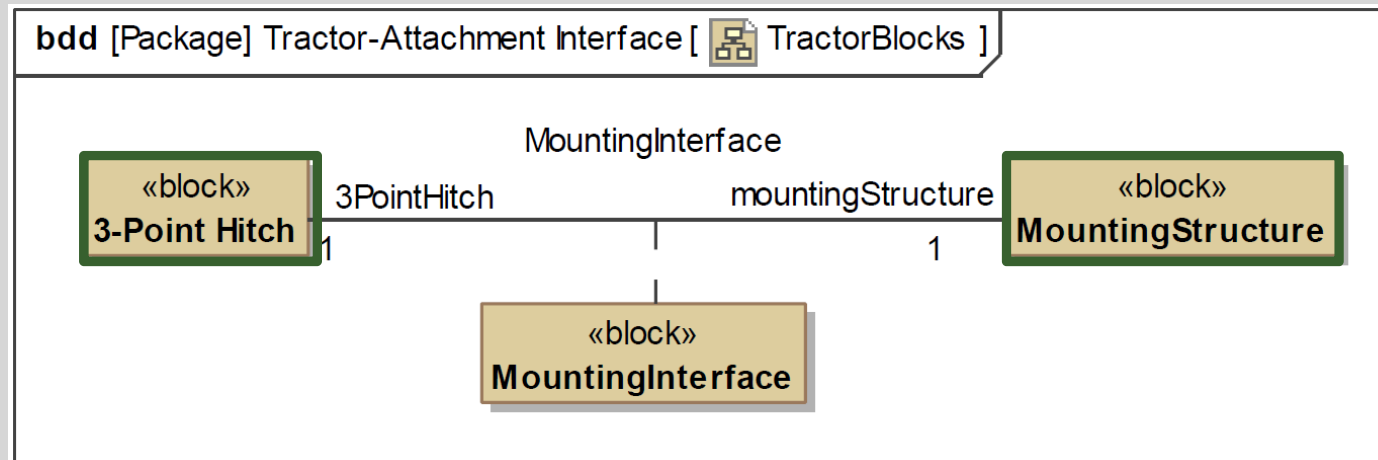 bdd [Package] Tractor-Attachment Interface [ TractorBlocks ]
MountingInterface
«block»
3-Point Hitch
3PointHitch
1
mountingStructure
1
«block»
MountingStructure
«block»
MountingInterface